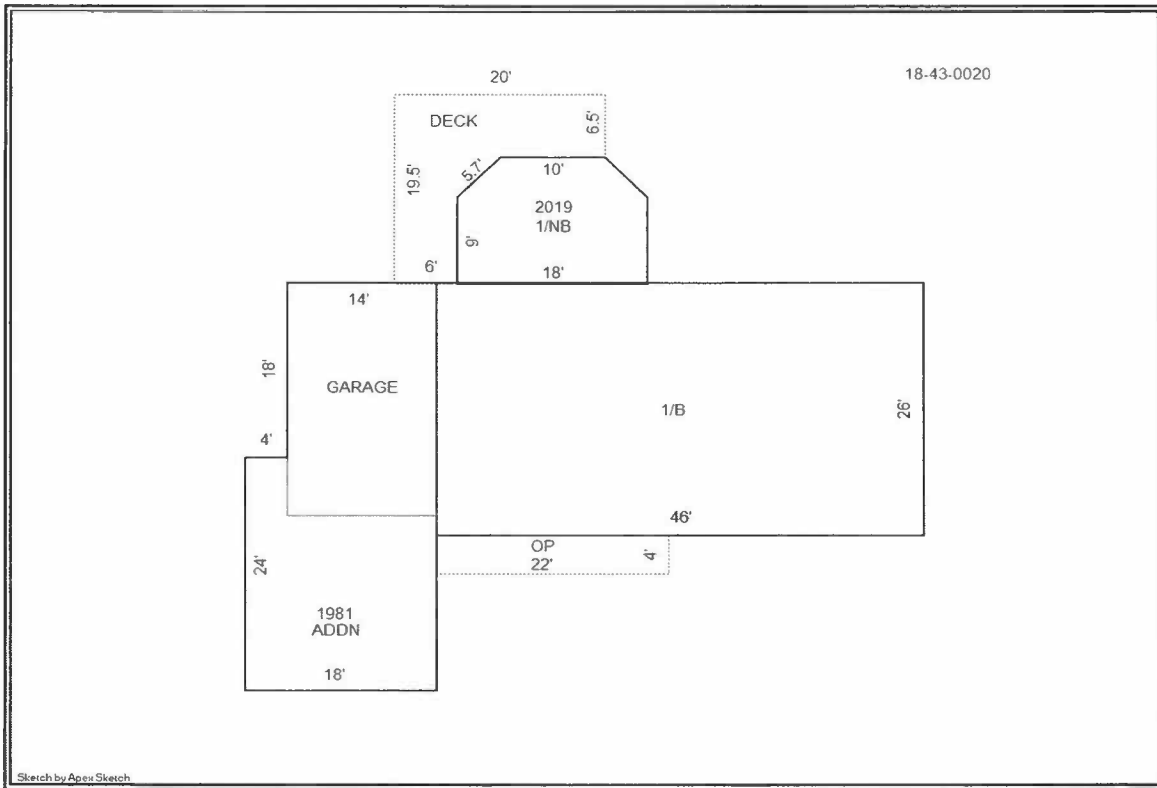 18-43-0020
20'
DECK
6.5'
19.5'
5.7'
10'
2019
1/NB
9'
6'
18'
14'
18'
GARAGE
1/B
26'
4'
46'
OP
22'
4'
24'
1981
ADDN
18'
Sketch by Apex Sketch